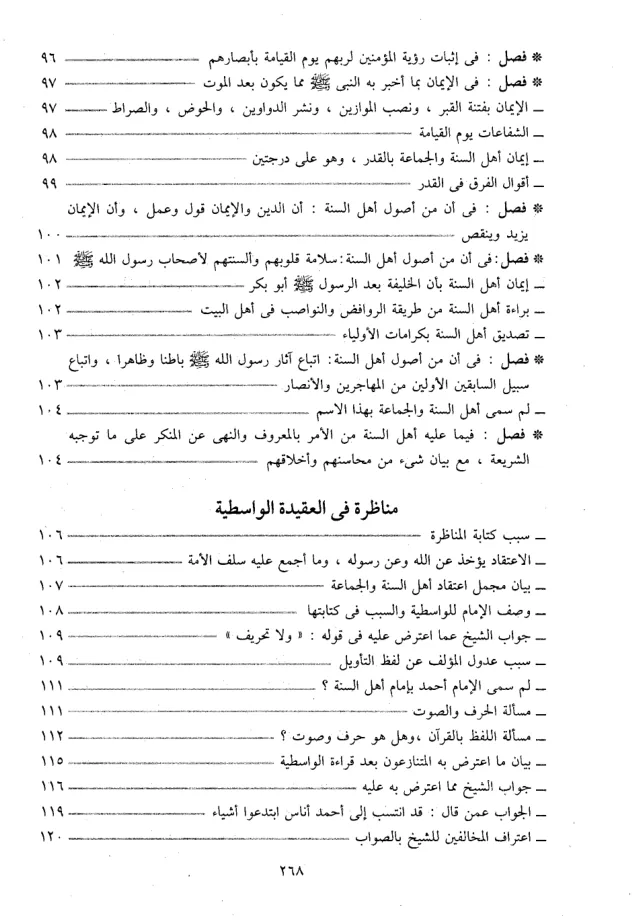 * فصل : فى إثبات رؤية المؤمنين لربهم يوم القيامة بأبصارهم ٩٦
* فصل : فى الإيمان بما أخبر به النبى ﷺ مما يكون بعد الموت ٩٧
ـ الإيمان بفتنة القبر ، ونصب الموازين ، ونشر الدواوين ، والحوض ، والصراط ٩٧
ـ الشفاعات يوم القيامة ٩٨
ـ إيمان أهل السنة والجماعة بالقدر ، وهو على درجتين ٩٨
ـ أقوال الفرق فى القدر ٩٩
* فصل : فى أن من أصول أهل السنة : أن الدين والإيمان قول وعمل ، وأن الإيمان
يزيد وينقص ١٠٠
* فصل : فى أن من أصول أهل السنة : سلامة قلوبهم وألسنتهم لأصحاب رسول الله ﷺ ١٠١
ـ إيمان أهل السنة بأن الخليفة بعد الرسول ﷺ أبو بكر ١٠٢
ـ براءة أهل السنة من طريقة الروافض والنواصب فى أهل البيت ١٠٢
ـ تصديق أهل السنة بكرامات الأولياء ١٠٣
* فصل : فى أن من أصول أهل السنة : اتباع آثار رسول الله ﷺ باطنا وظاهرا ، واتباع
سبيل السابقين الأولين من المهاجرين والأنصار ١٠٣
ـ لم سمى أهل السنة والجماعة بهذا الاسم ١٠٤
* فصل : فيما عليه أهل السنة من الأمر بالمعروف والنهى عن المنكر على ما توجبه
الشريعة ، مع بيان شىء من محاسنهم وأخلاقهم ١٠٤
مناظرة فى العقيدة الواسطية
ـ سبب كتابة المناظرة ١٠٦
ـ الاعتقاد يؤخذ عن الله وعن رسوله ، وما أجمع عليه سلف الأمة ١٠٦
ـ بيان مجمل اعتقاد أهل السنة والجماعة ١٠٧
ـ وصف الإمام للواسطية والسبب فى كتابتها ١٠٨
ـ جواب الشيخ عما اعترض عليه فى قوله : « ولا تحريف » ١٠٩
ـ سبب عدول المؤلف عن لفظ التأويل ١٠٩
ـ لم سمى الإمام أحمد بإمام أهل السنة ؟ ١١١
ـ مسألة الحرف والصوت ١١١
ـ مسألة اللفظ بالقرآن ، وهل هو حرف وصوت ؟ ١١٢
ـ بيان ما اعترض به المتنازعون بعد قراءة الواسطية ١١٥
ـ جواب الشيخ مما اعترض به عليه ١١٦
ـ الجواب عمن قال : قد انتسب إلى أحمد أناس ابتدعوا أشياء ١١٩
ـ اعتراف المخالفين للشيخ بالصواب ١٢٠
٢٦٨